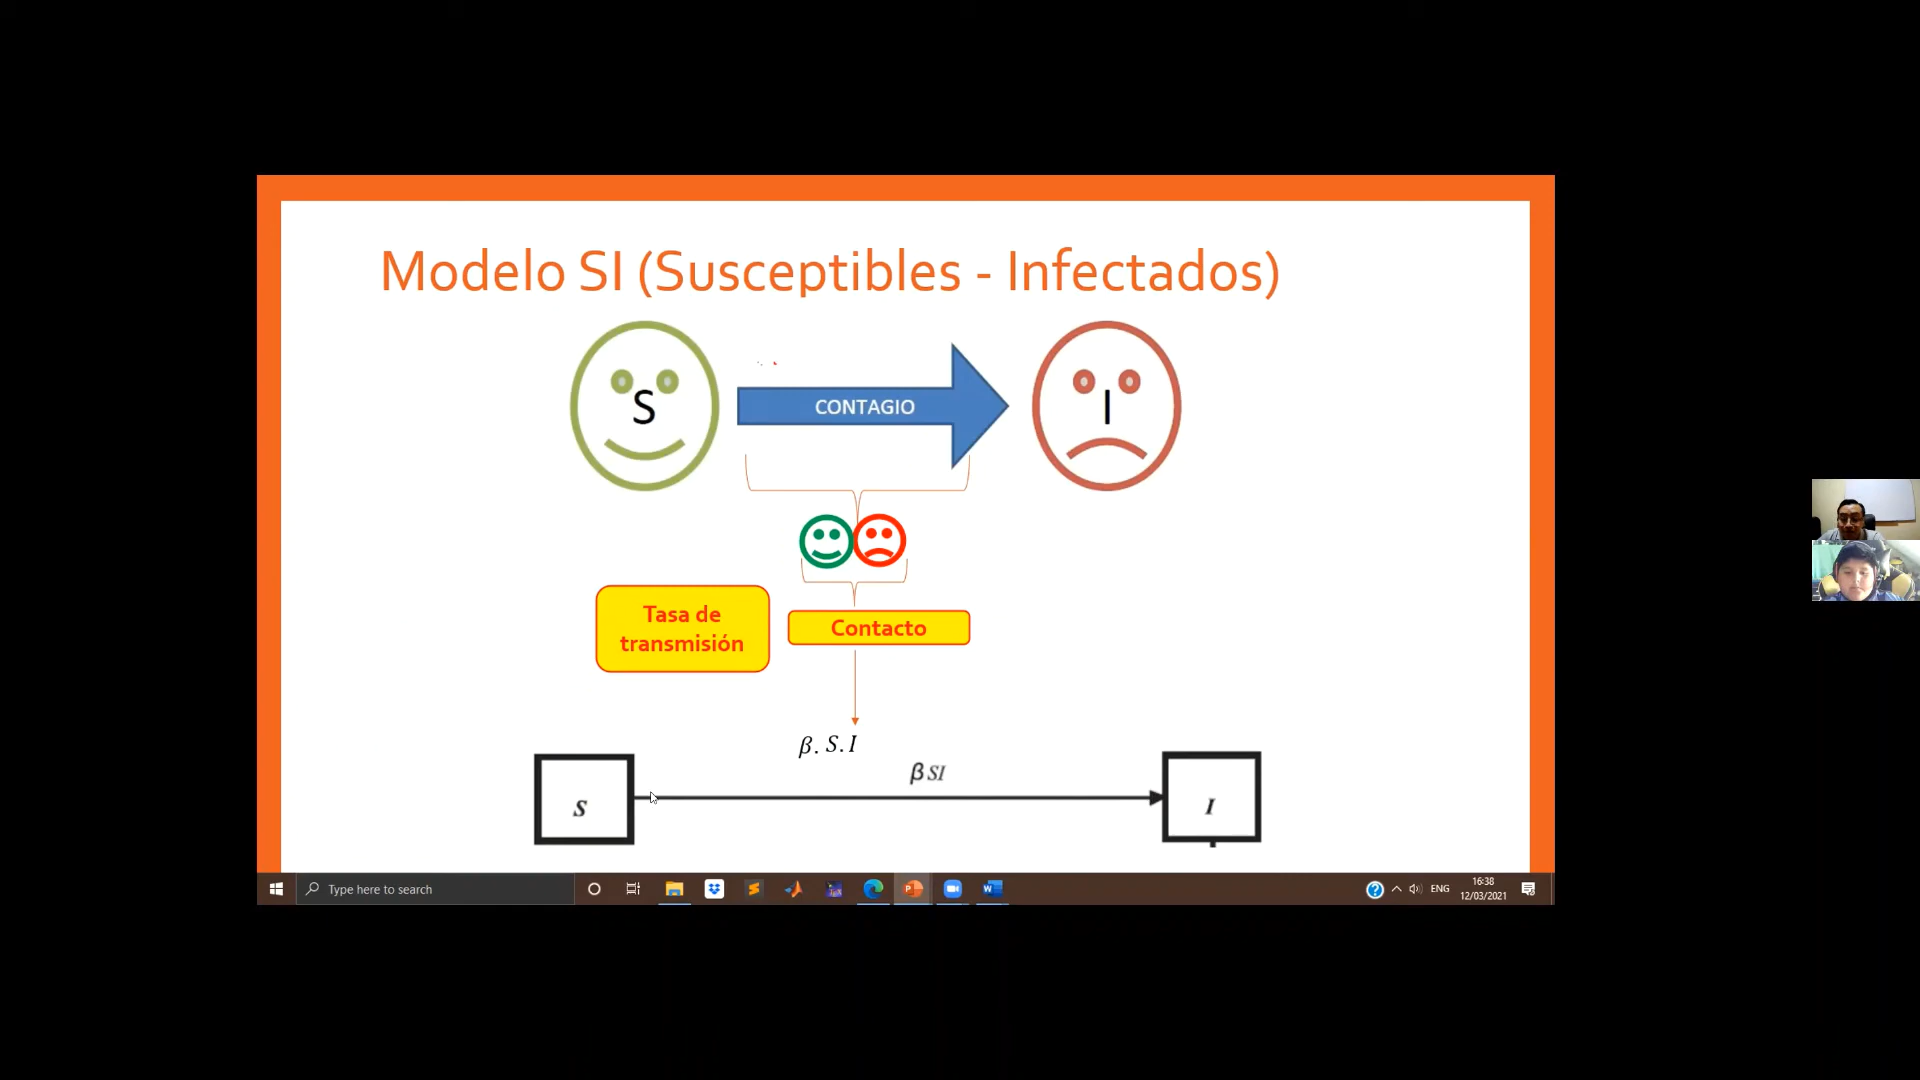 Modelo SI (Susceptibles - Infectados)
S
CONTAGIO
I
Tasa de
transmisión
Contacto
β. S. I
β SI
S
I
Type here to search
ENG
16:38
12/03/2021